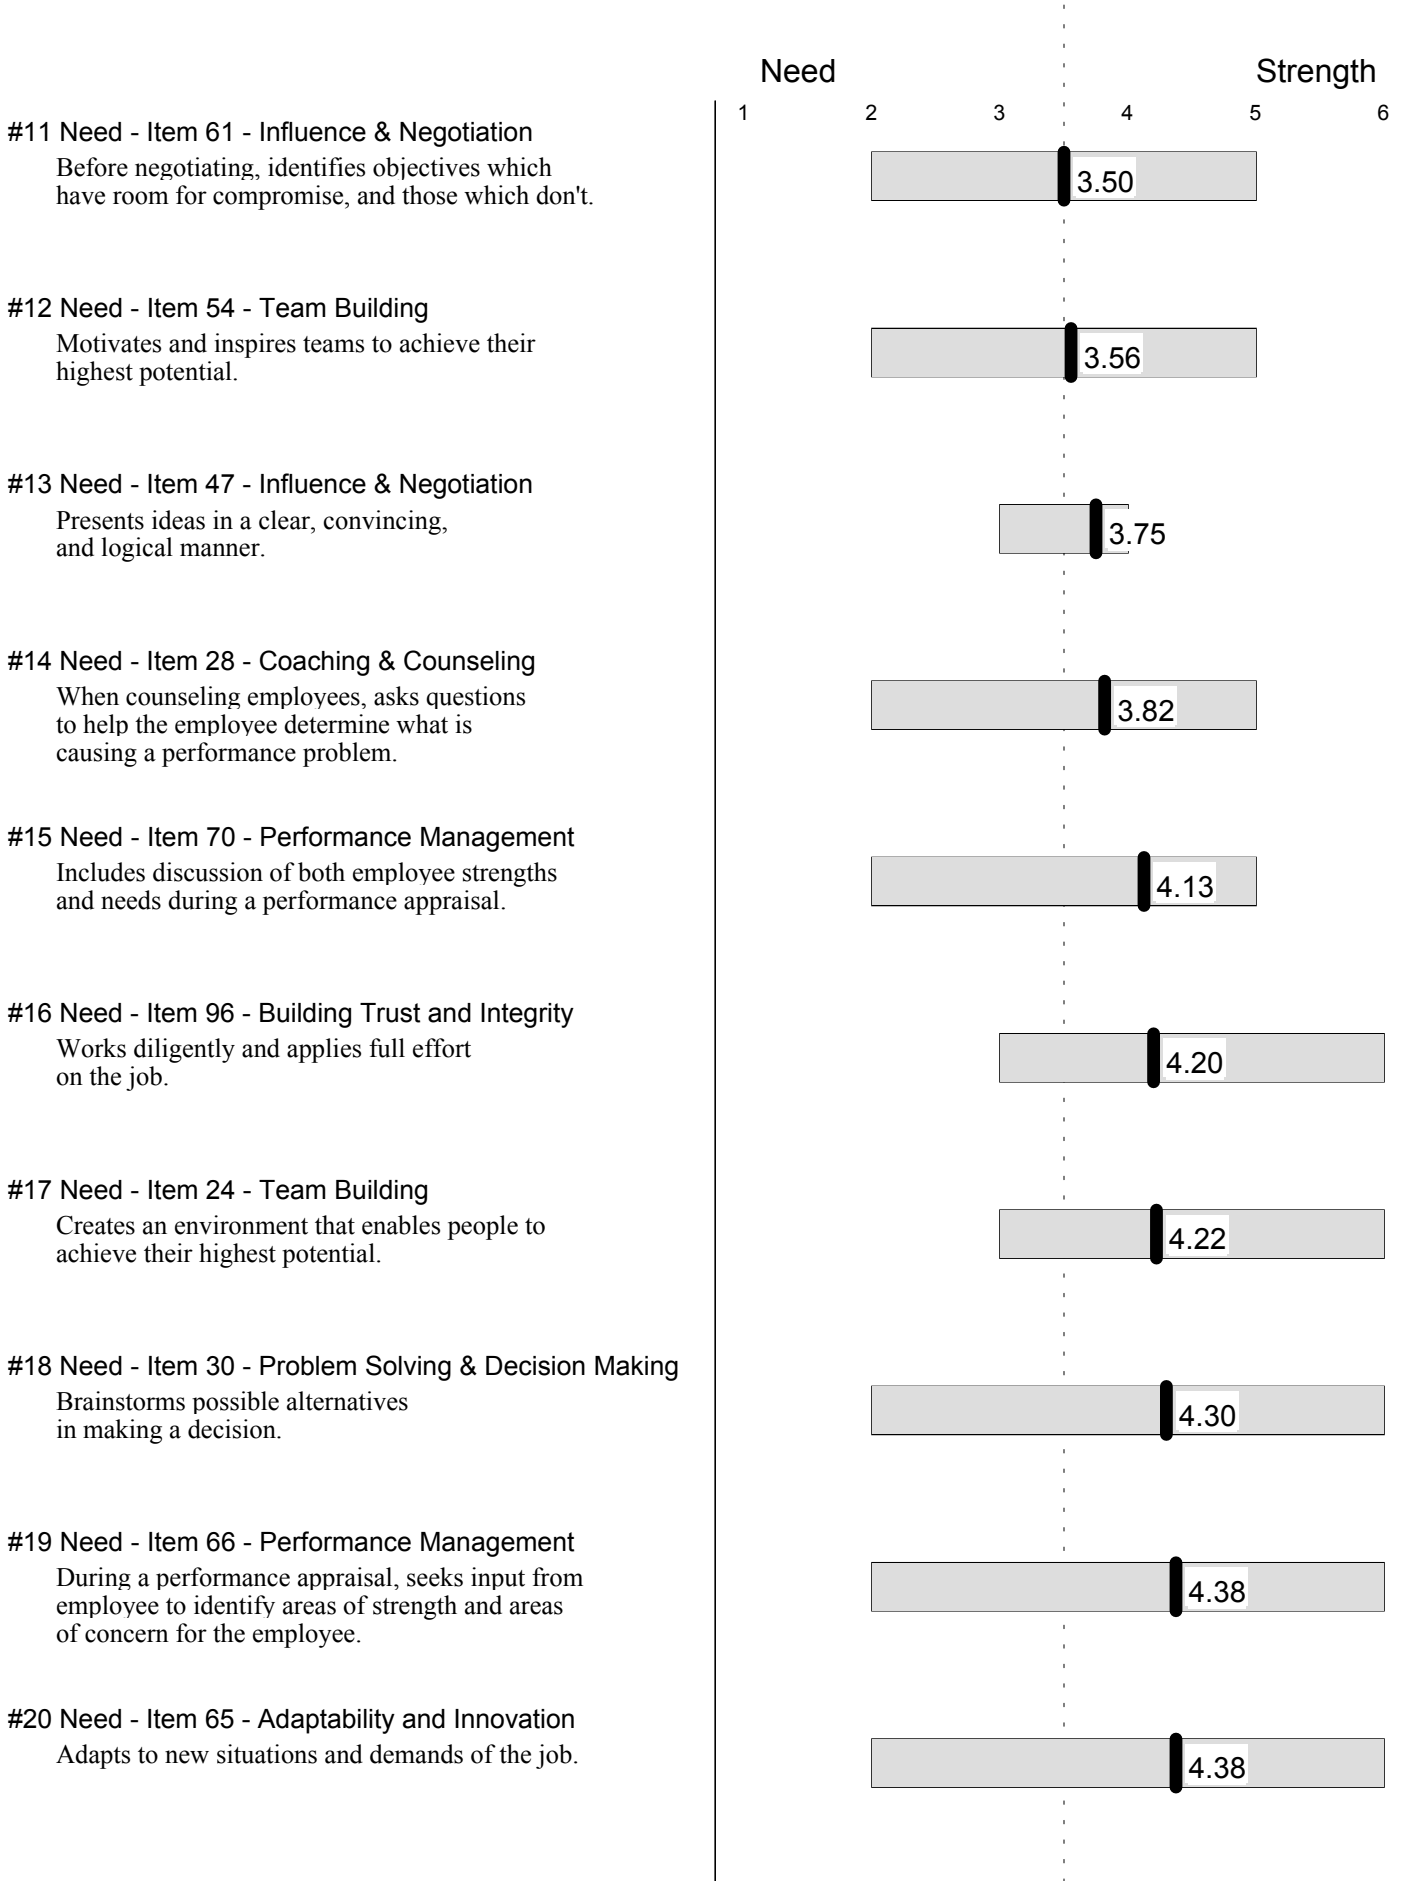 Need Strength
1 2 3 4 5 6
#11 Need - Item 61 - Influence & Negotiation
Before negotiating, identifies objectives which
have room for compromise, and those which don't.
3.50
#12 Need - Item 54 - Team Building
Motivates and inspires teams to achieve their
highest potential.
3.56
#13 Need - Item 47 - Influence & Negotiation
Presents ideas in a clear, convincing,
and logical manner.
3.75
#14 Need - Item 28 - Coaching & Counseling
When counseling employees, asks questions
to help the employee determine what is
causing a performance problem.
3.82
#15 Need - Item 70 - Performance Management
Includes discussion of both employee strengths
and needs during a performance appraisal.
4.13
#16 Need - Item 96 - Building Trust and Integrity
Works diligently and applies full effort
on the job.
4.20
#17 Need - Item 24 - Team Building
Creates an environment that enables people to
achieve their highest potential.
4.22
#18 Need - Item 30 - Problem Solving & Decision Making
Brainstorms possible alternatives
in making a decision.
4.30
#19 Need - Item 66 - Performance Management
During a performance appraisal, seeks input from
employee to identify areas of strength and areas
of concern for the employee.
4.38
#20 Need - Item 65 - Adaptability and Innovation
Adapts to new situations and demands of the job.
4.38